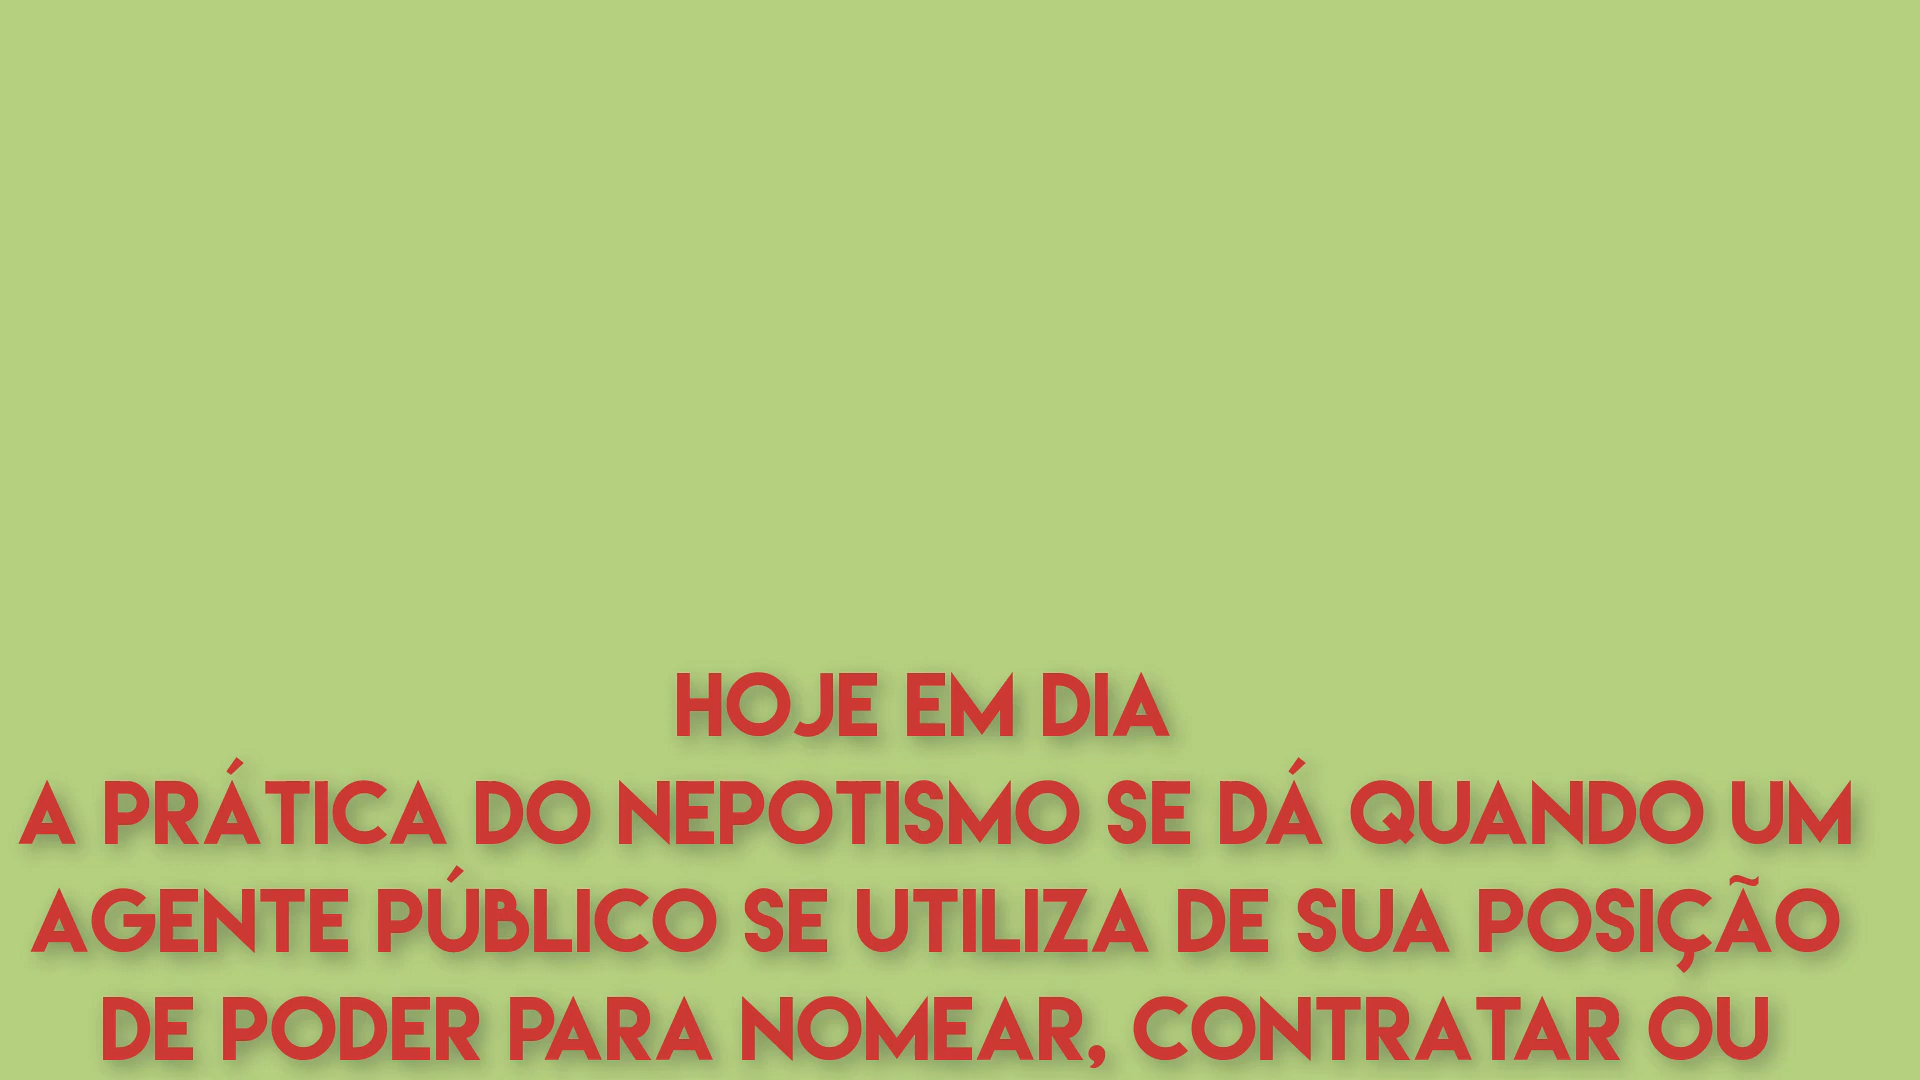 HOJE EM DIA
A PRÁTICA DO NEPOTISMO SE DÁ QUANDO UM
AGENTE PÚBLICO SE UTILIZA DE SUA POSIÇÃO
DE PODER PARA NOMEAR, CONTRATAR OU